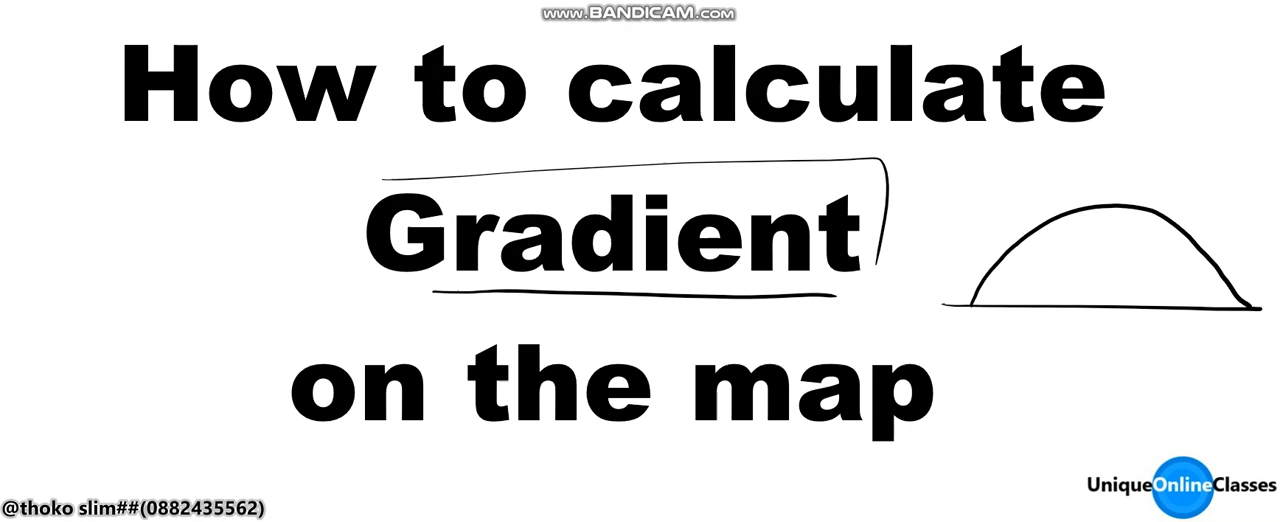 www.BANDICAM.com
How to calculate
Gradient
on the map
UniqueOnlineClasses
@thoko slim##(0882435562)